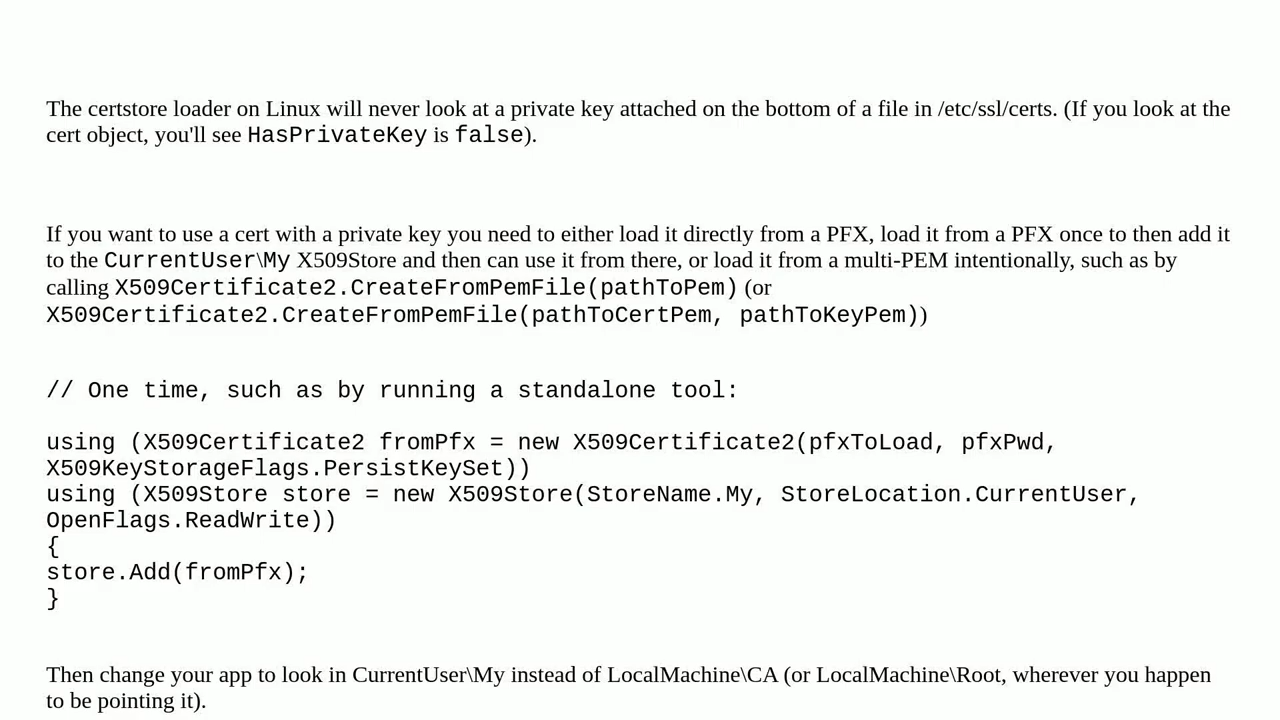 The certstore loader on Linux will never look at a private key attached on the bottom of a file in /etc/ssl/certs. (If you look at the
cert object, you'll see HasPrivateKey is false).
If you want to use a cert with a private key you need to either load it directly from a PFX, load it from a PFX once to then add it
to the CurrentUser\My X509Store and then can use it from there, or load it from a multi-PEM intentionally, such as by
calling X509Certificate2.CreateFromPemFile(pathToPem) (or
X509Certificate2.CreateFromPemFile(pathToCertPem, pathToKeyPem))
// One time, such as by running a standalone tool:
using (X509Certificate2 fromPfx = new X509Certificate2(pfxToLoad, pfxPwd,
X509KeyStorageFlags.PersistKeySet))
using (X509Store store = new X509Store(StoreName.My, StoreLocation.CurrentUser,
OpenFlags.ReadWrite))
{
store.Add(fromPfx);
}
Then change your app to look in CurrentUser\My instead of LocalMachine\CA (or LocalMachine\Root, wherever you happen
to be pointing it).